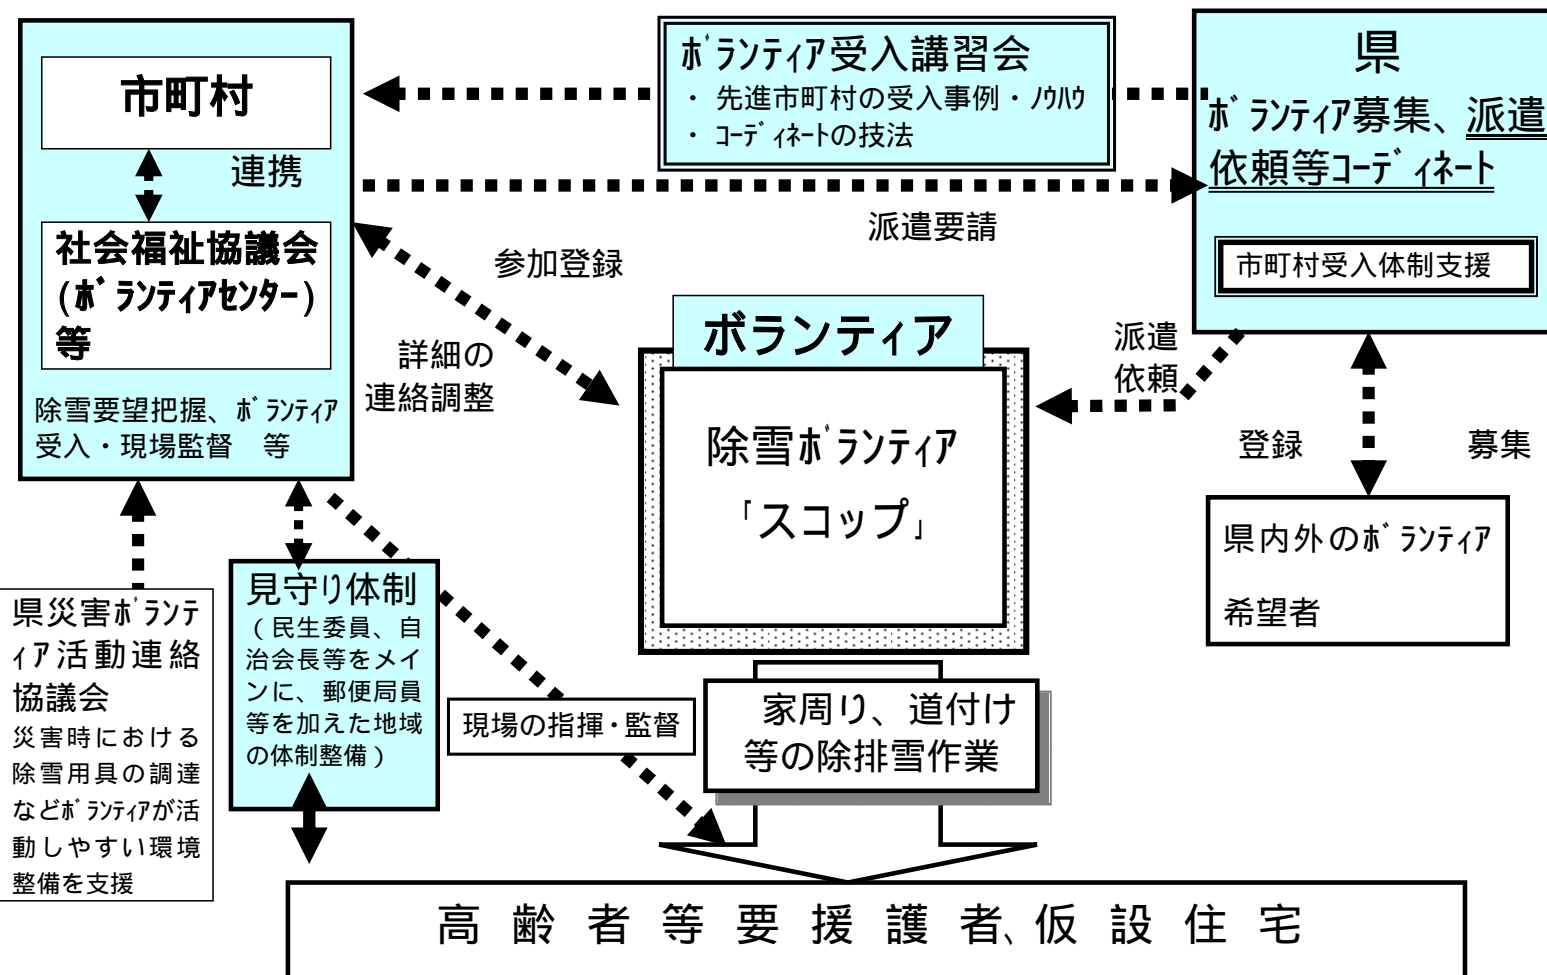 市町村
連携
社会福祉協議会
(ﾎﾞﾗﾝﾃｨｱｾﾝﾀｰ)
等
除雪要望把握、ﾎﾞﾗﾝﾃｨｱ
受入・現場監督　等
ﾎﾞﾗﾝﾃｨｱ受入講習会
・ 先進市町村の受入事例・ﾉｳﾊｳ
・ ｺｰﾃﾞｨﾈｰﾄの技法
県
ﾎﾞﾗﾝﾃｨｱ募集、派遣
依頼等ｺｰﾃﾞｨﾈｰﾄ
市町村受入体制支援
派遣要請
参加登録
詳細の
連絡調整
ボランティア
除雪ﾎﾞﾗﾝﾃｨｱ
「スコップ」
派遣
依頼
登録
募集
県内外のﾎﾞﾗﾝﾃｨｱ
希望者
県災害ﾎﾞﾗﾝﾃ
ｨｱ活動連絡
協議会
災害時における
除雪用具の調達
などﾎﾞﾗﾝﾃｨｱが活
動しやすい環境
整備を支援
見守り体制
（民生委員、自
治会長等をメイ
ンに、郵便局員
等を加えた地域
の体制整備）
現場の指揮・監督
家周り、道付け
等の除排雪作業
高齢者等要援護者、仮設住宅